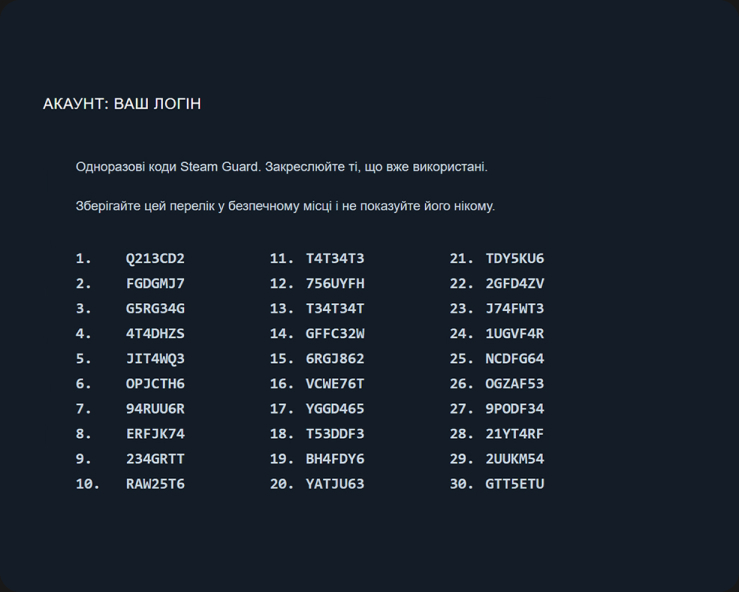 АКАУНТ: ВАШ ЛОГІН
Одноразові коди Steam Guard. Закреслюйте ті, що вже використані.
Зберігайте цей перелік у безпечному місці і не показуйте його нікому.
1. Q213CD2 11. T4T34T3 21. TDY5KU6
2. FGDGMJ7 12. 756UYFH 22. 2GFD4ZV
3. G5RG34G 13. T34T34T 23. J74FWT3
4. 4T4DHZS 14. GFFC32W 24. 1UGVF4R
5. JIT4WQ3 15. 6RGJ862 25. NCDFG64
6. OPJCTH6 16. VCWE76T 26. OGZAF53
7. 94RUU6R 17. YGGD465 27. 9PODF34
8. ERFJK74 18. T53DDF3 28. 21YT4RF
9. 234GRTT 19. BH4FDY6 29. 2UUKM54
10. RAW25T6 20. YATJU63 30. GTT5ETU